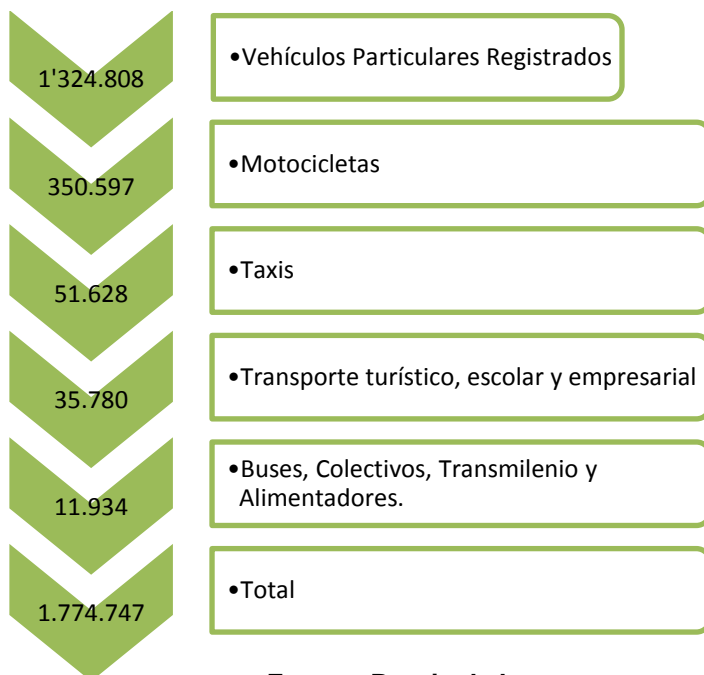 1'324.808
•Vehículos Particulares Registrados
350.597
•Motocicletas
51.628
•Taxis
35.780
•Transporte turístico, escolar y empresarial
11.934
•Buses, Colectivos, Transmilenio y
Alimentadores.
1.774.747
•Total